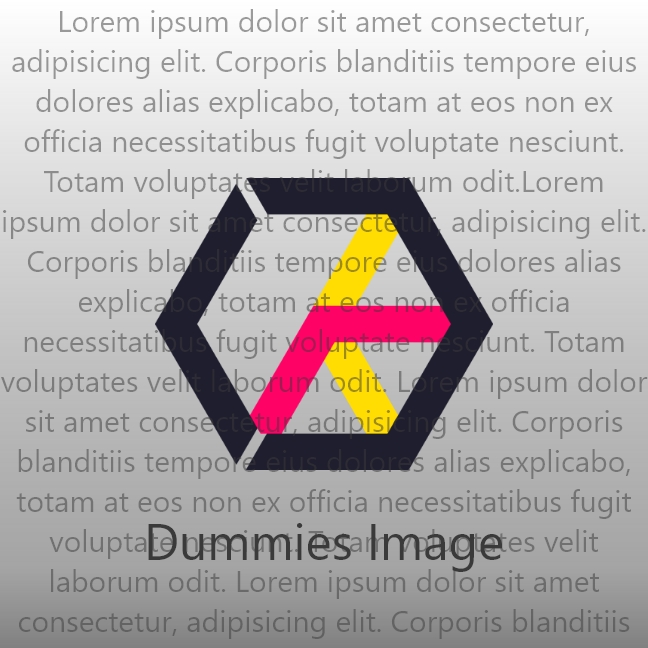 Lorem ipsum dolor sit amet consectetur,
adipisicing elit. Corporis blanditiis tempore eius
dolores alias explicabo, totam at eos non ex
officia necessitatibus fugit voluptate nesciunt.
Totam voluptates velit laborum odit.Lorem
ipsum dolor sit amet consectetur, adipisicing elit.
Corporis blanditiis tempore eius dolores alias
explicabo, totam at eos non ex officia
necessitatibus fugit voluptate nesciunt. Totam
voluptates velit laborum odit. Lorem ipsum dolor
sit amet consectetur, adipisicing elit. Corporis
blanditiis tempore eius dolores alias explicabo,
totam at eos non ex officia necessitatibus fugit
voluptate nesciunt. Totam voluptates velit
Dummies Image
laborum odit. Lorem ipsum dolor sit amet
consectetur, adipisicing elit. Corporis blanditiis